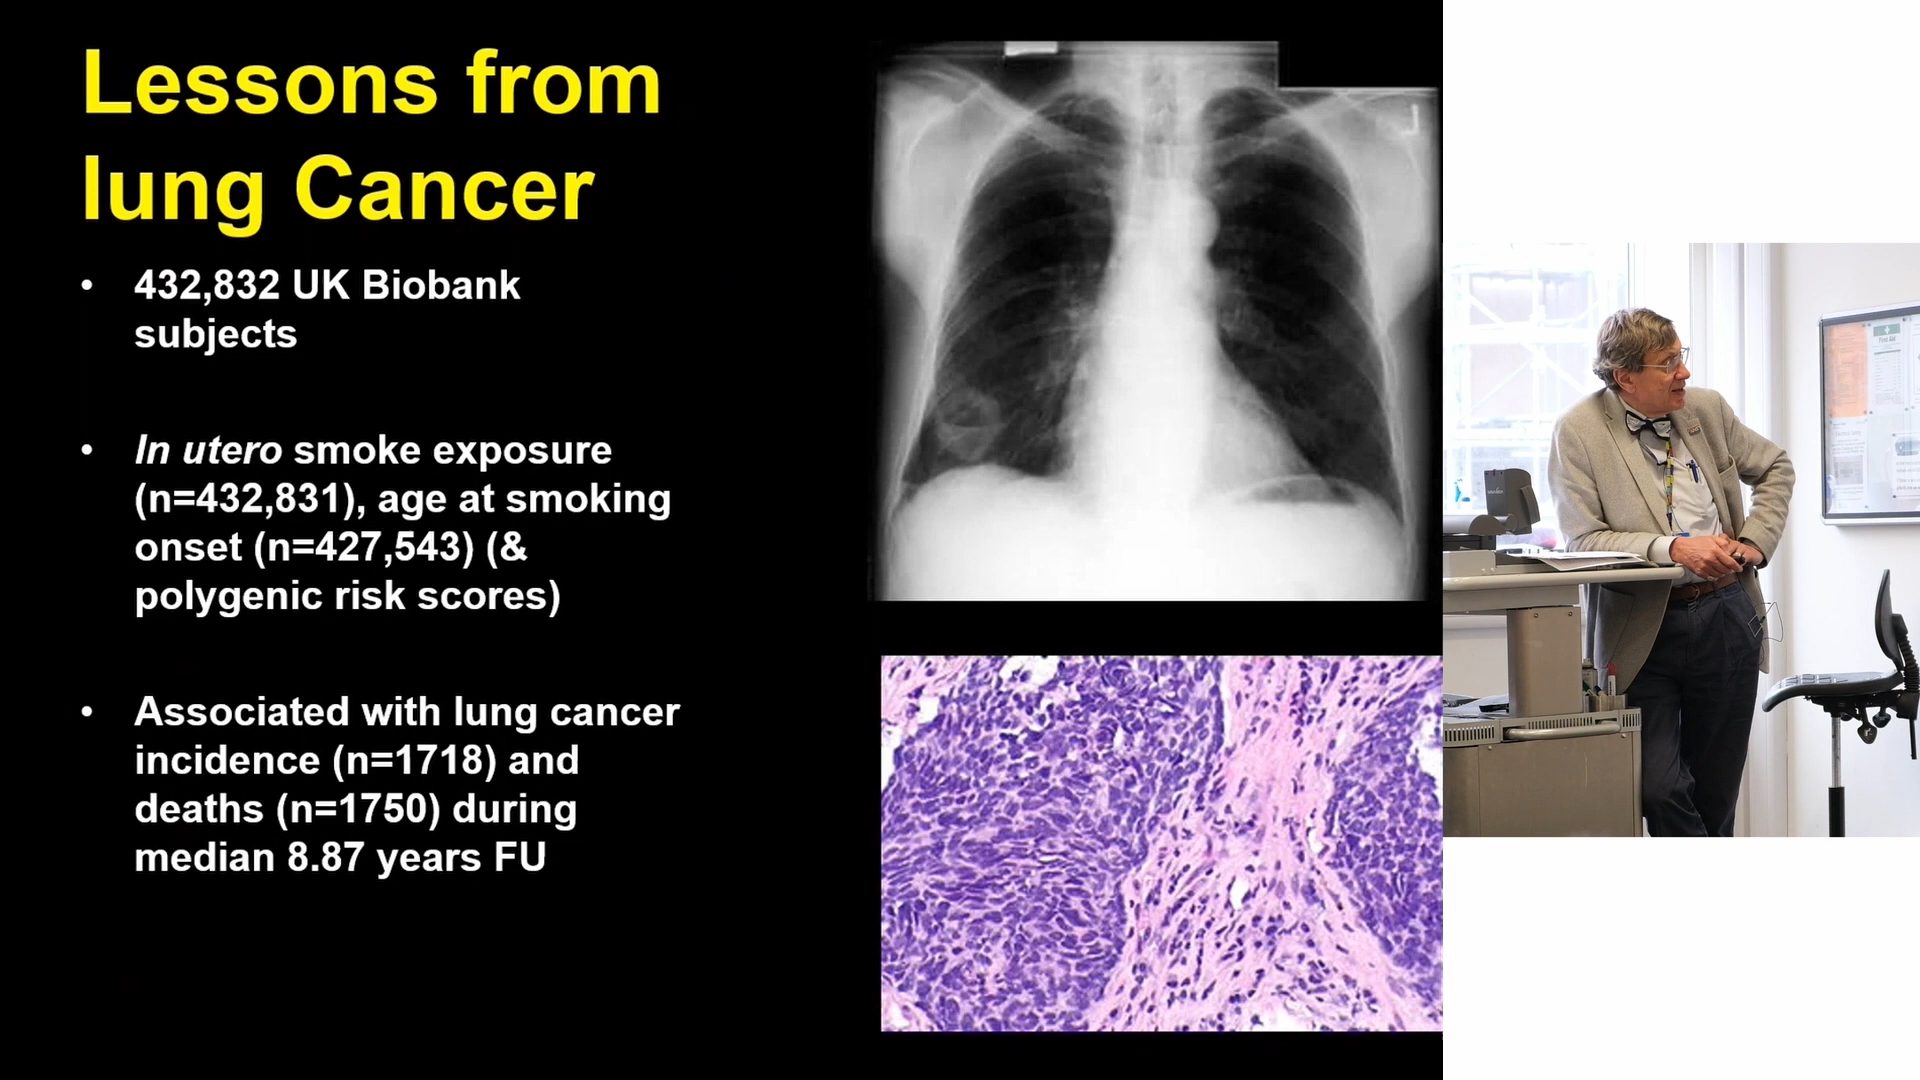 Lessons from
lung Cancer
• 432,832 UK Biobank
subjects
• In utero smoke exposure
(n=432,831), age at smoking
onset (n=427,543) (&
polygenic risk scores)
• Associated with lung cancer
incidence (n=1718) and
deaths (n=1750) during
median 8.87 years FU
First Aid